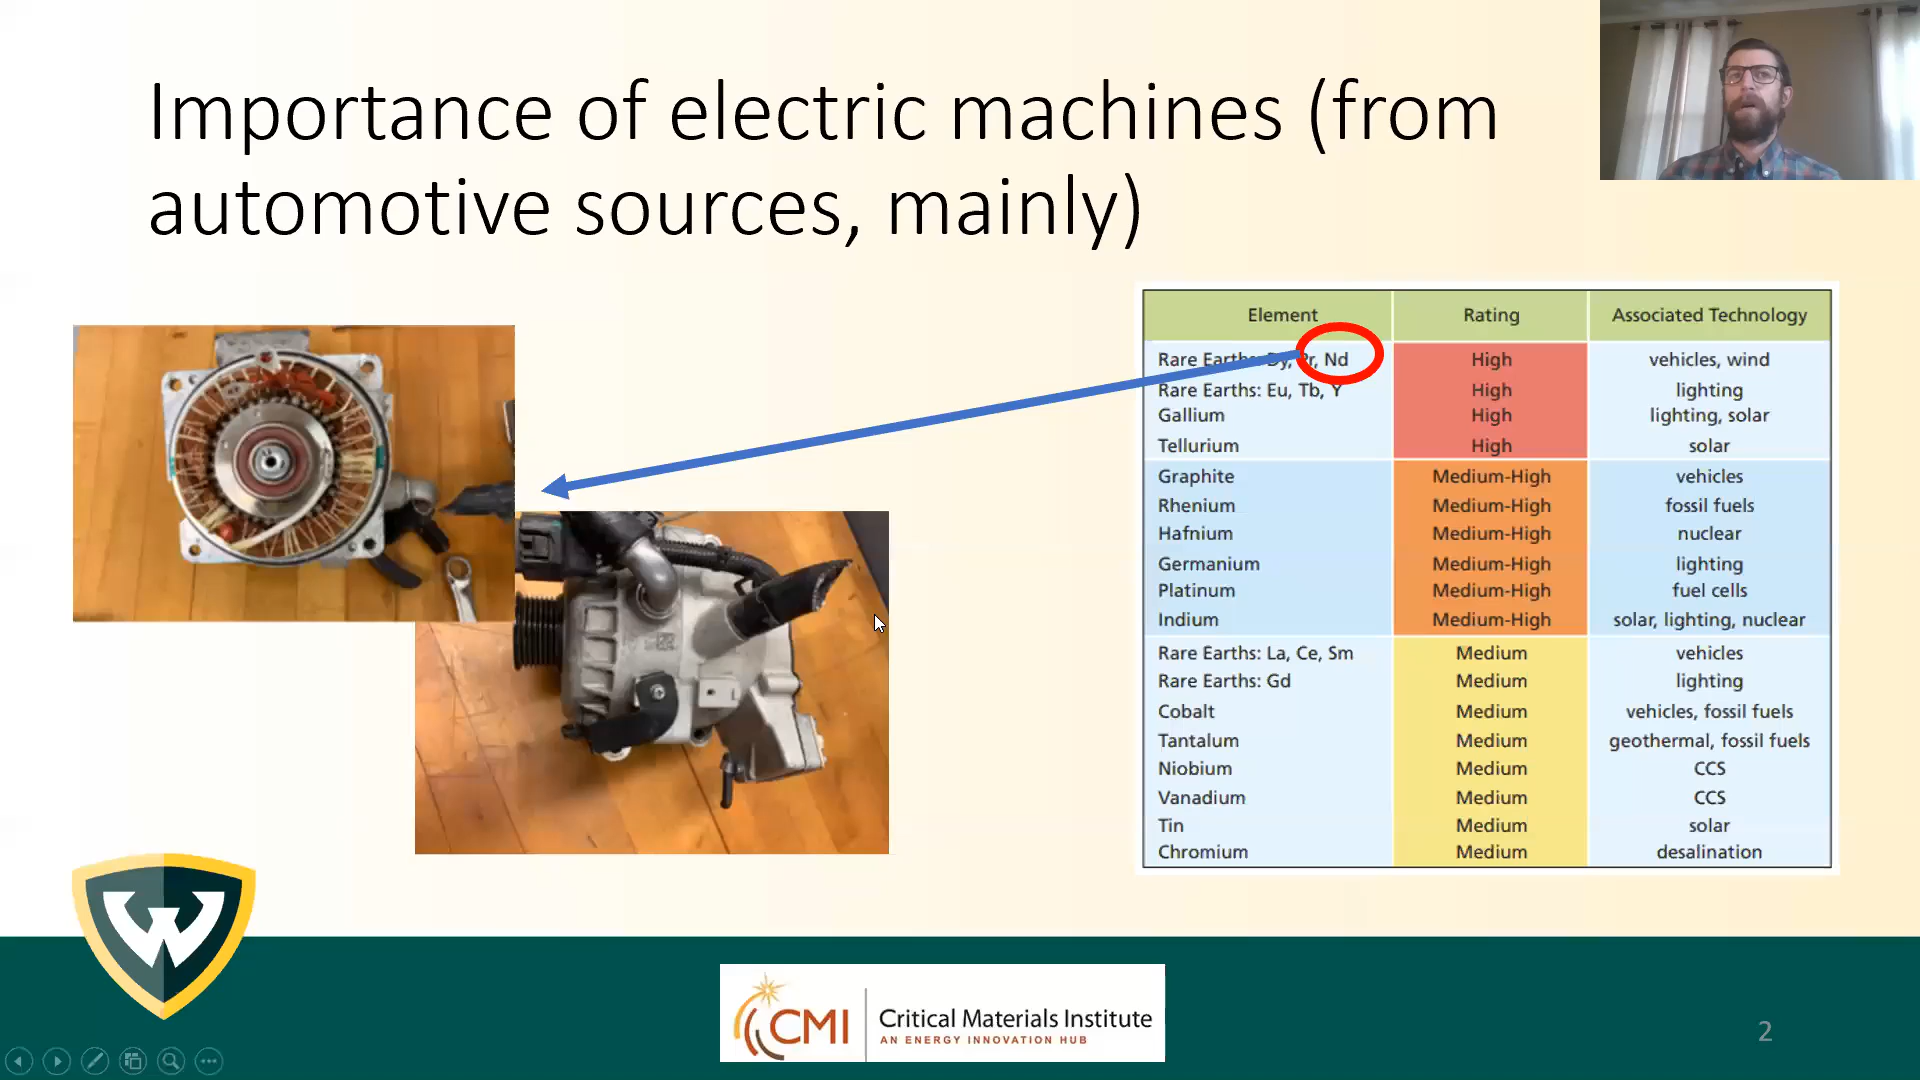 Importance of electric machines (from
automotive sources, mainly)
Element Rating Associated Technology
Rare Earths: Dy, Pr, Nd High vehicles, wind
Rare Earths: Eu, Tb, Y High lighting
Gallium High lighting, solar
Tellurium High solar
Graphite Medium-High vehicles
Rhenium Medium-High fossil fuels
Hafnium Medium-High nuclear
Germanium Medium-High lighting
Platinum Medium-High fuel cells
Indium Medium-High solar, lighting, nuclear
Rare Earths: La, Ce, Sm Medium vehicles
Rare Earths: Gd Medium lighting
Cobalt Medium vehicles, fossil fuels
Tantalum Medium geothermal, fossil fuels
Niobium Medium CCS
Vanadium Medium CCS
Tin Medium solar
Chromium Medium desalination
W
CMI Critical Materials Institute
AN ENERGY INNOVATION HUB
2